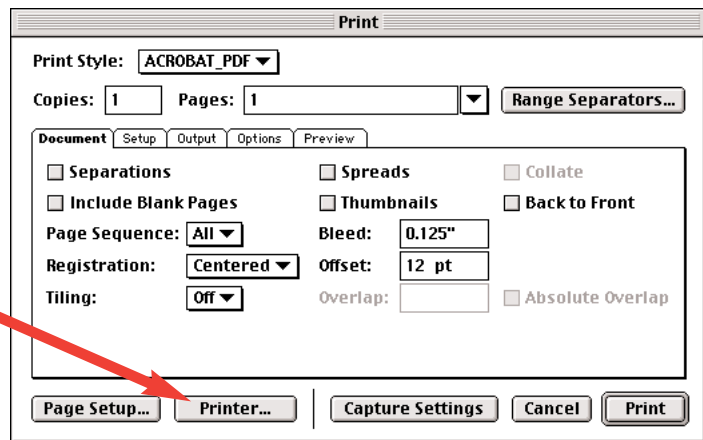 Print
Print Style: ACROBAT_PDF
Copies: 1 Pages: 1 Range Separators...
Document Setup Output Options Preview
Separations Spreads Collate
Include Blank Pages Thumbnails Back to Front
Page Sequence: All Bleed: 0.125"
Registration: Centered Offset: 12 pt
Tiling: Off Overlap: Absolute Overlap
Page Setup... Printer... Capture Settings Cancel Print